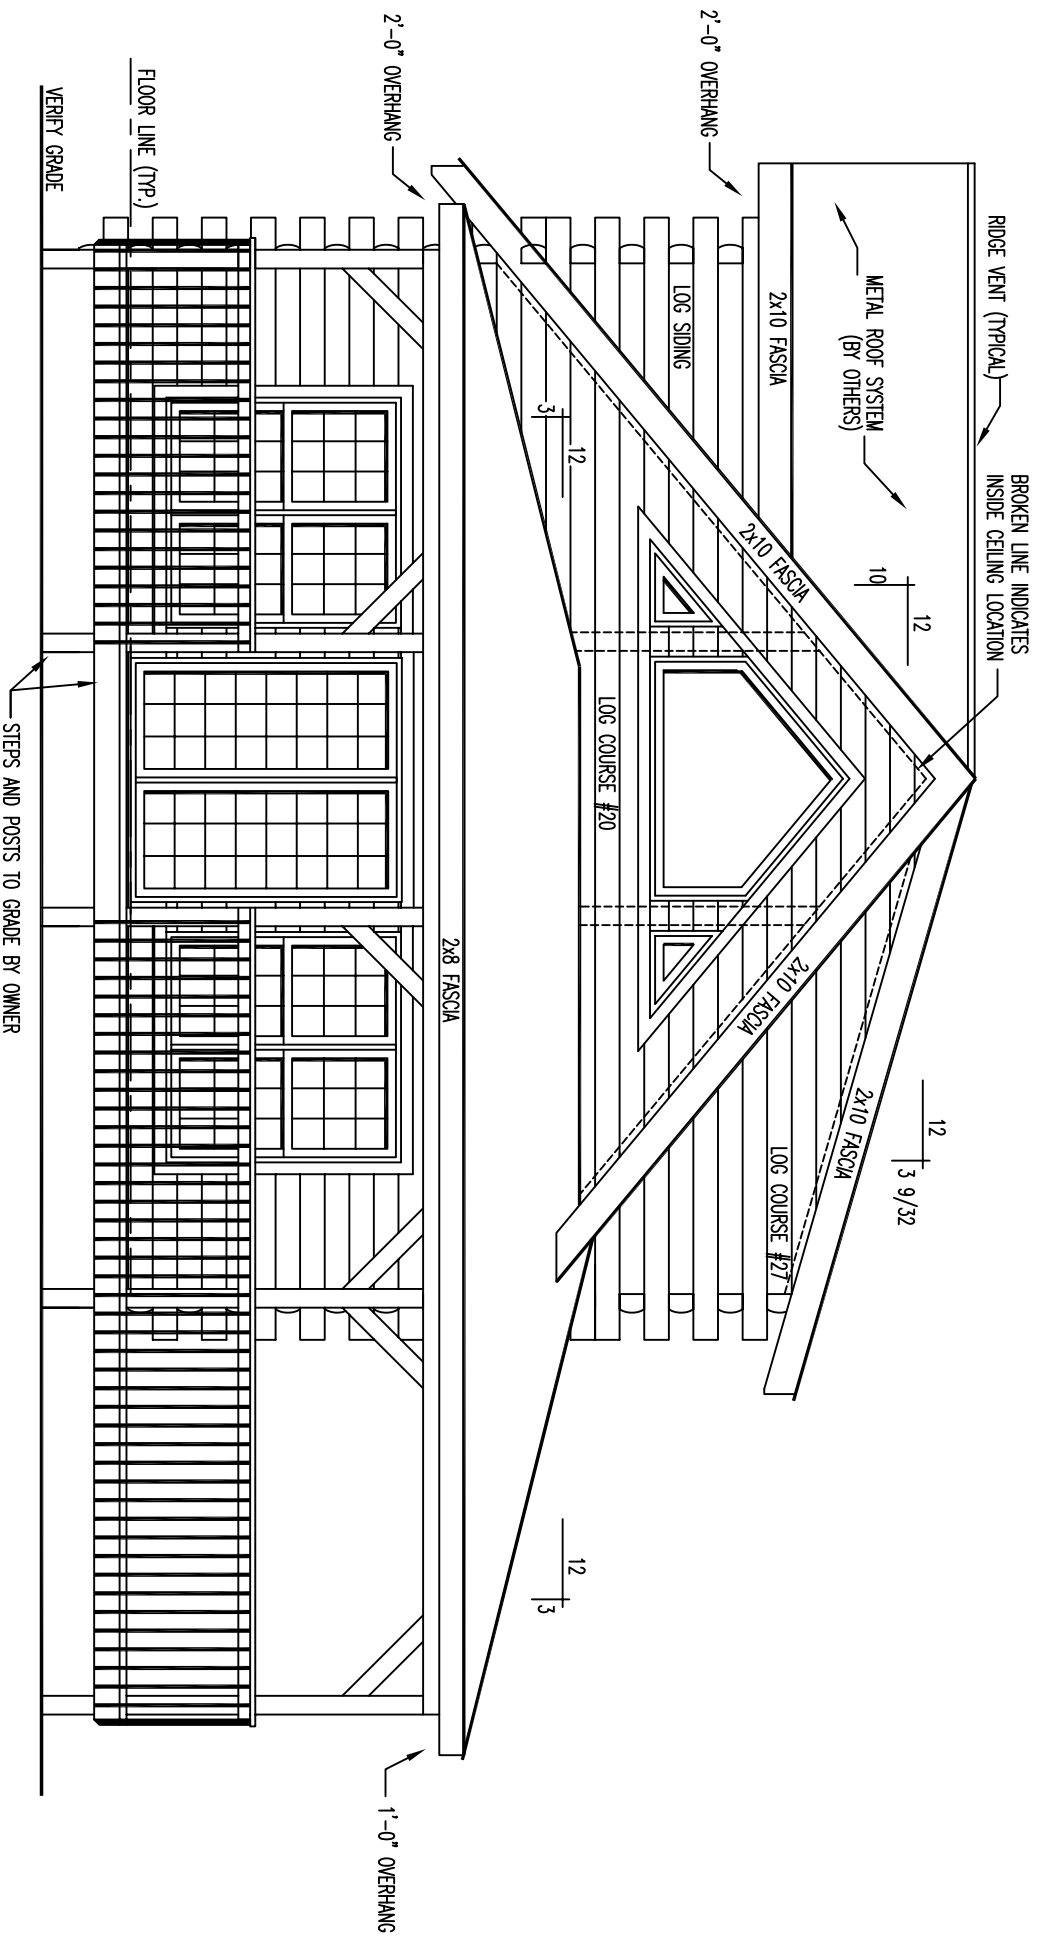 RIDGE VENT (TYPICAL)
BROKEN LINE INDICATES
INSIDE CEILING LOCATION
METAL ROOF SYSTEM
(BY OTHERS)
12
10
12
3 9/32
2'-0" OVERHANG
2x10 FASCIA
2x10 FASCIA
2x10 FASCIA
2x10 FASCIA
LOG COURSE #27
LOG SIDING
LOG COURSE #20
12
3
12
3
2'-0" OVERHANG
2x8 FASCIA
1'-0" OVERHANG
FLOOR LINE (TYP.)
VERIFY GRADE
STEPS AND POSTS TO GRADE BY OWNER